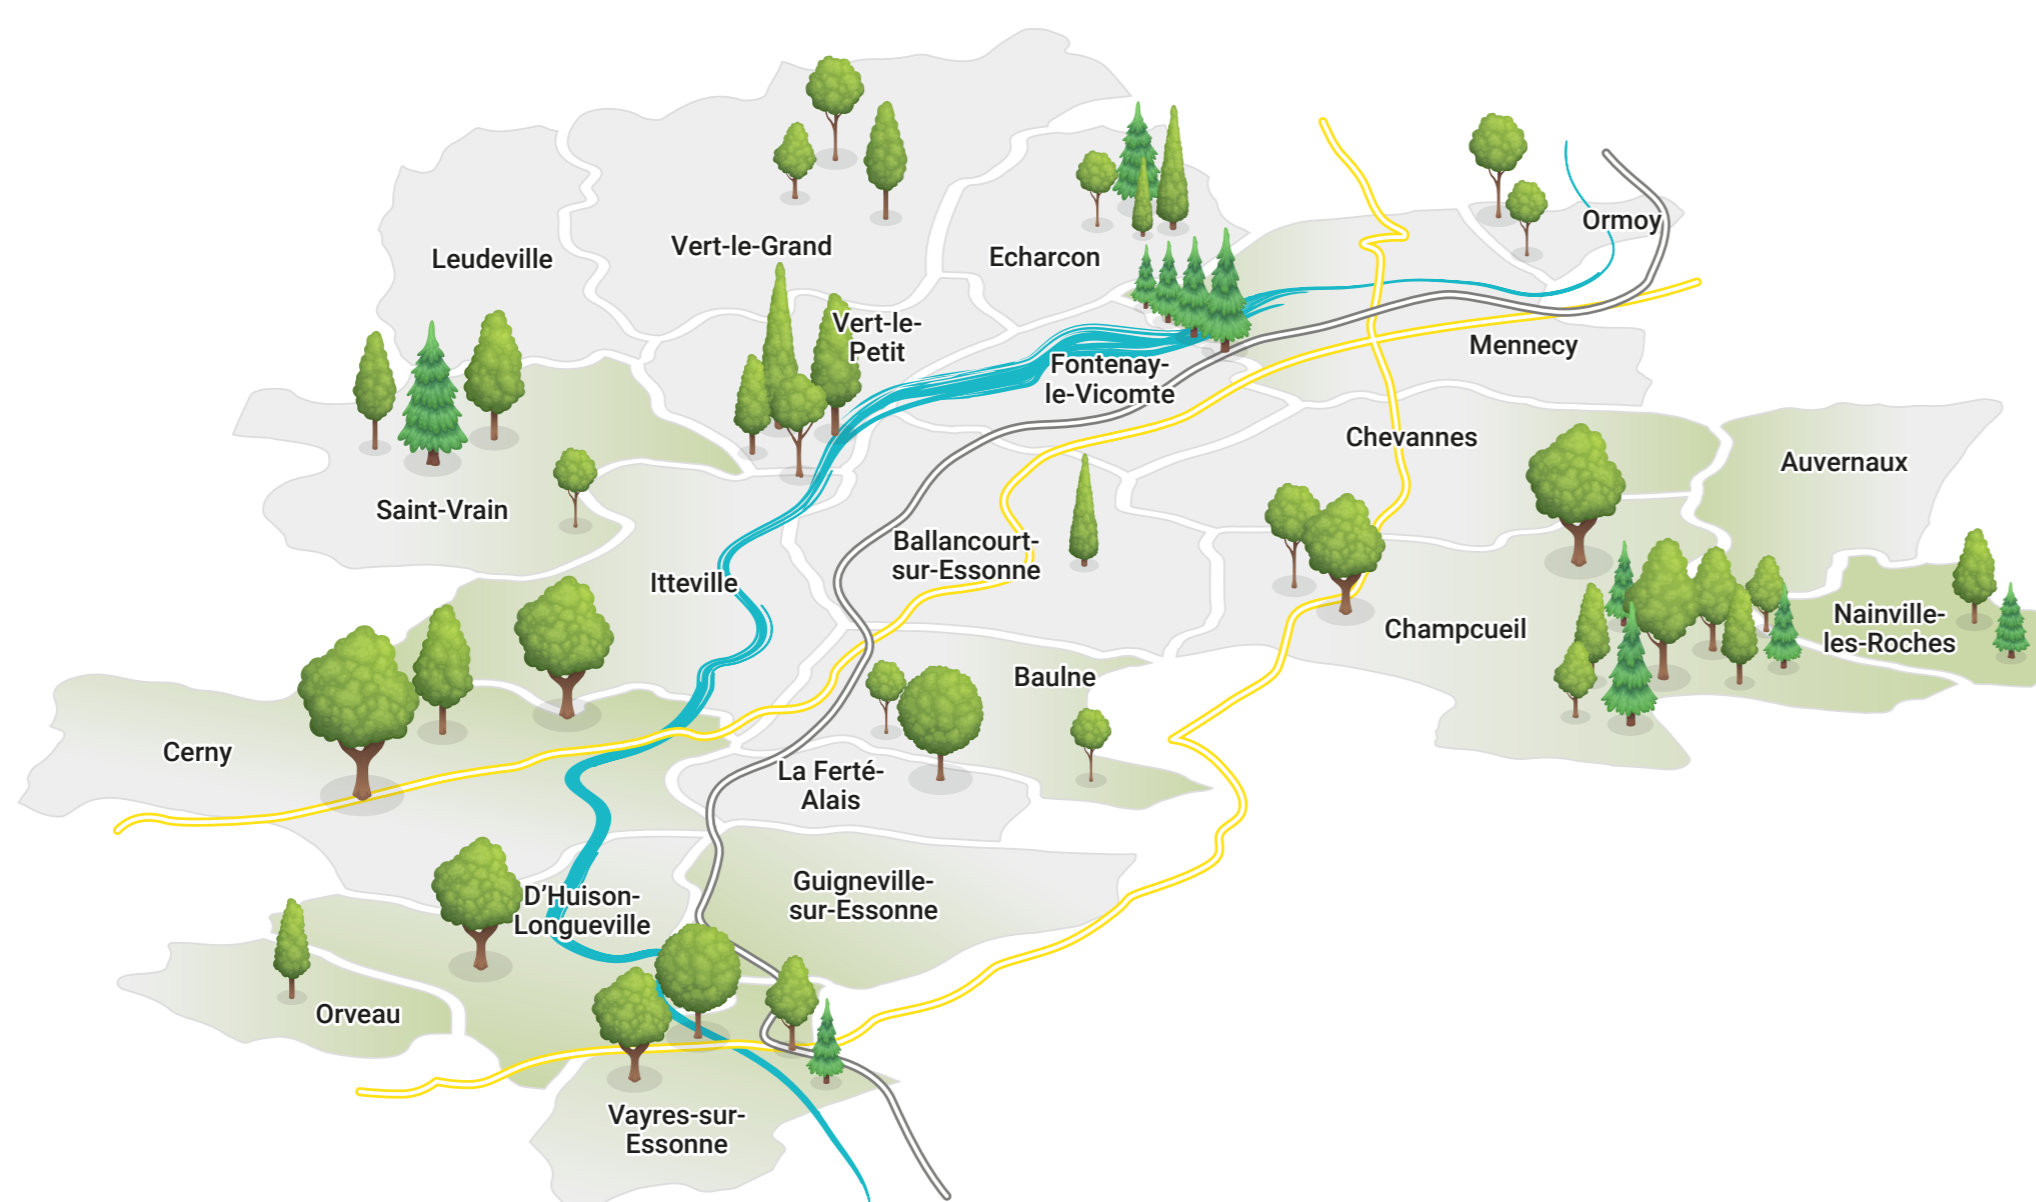 Ormoy
Vert-le-Grand
Leudeville
Echarcon
Vert-le-
Petit
Fontenay-
le-Vicomte
Mennecy
Chevannes
Auvernaux
Saint-Vrain
Ballancourt-
sur-Essonne
Itteville
Champcueil
Nainville-
les-Roches
Baulne
Cerny
La Ferté-
Alais
Guigneville-
sur-Essonne
D'Huison-
Longueville
Orveau
Vayres-sur-
Essonne